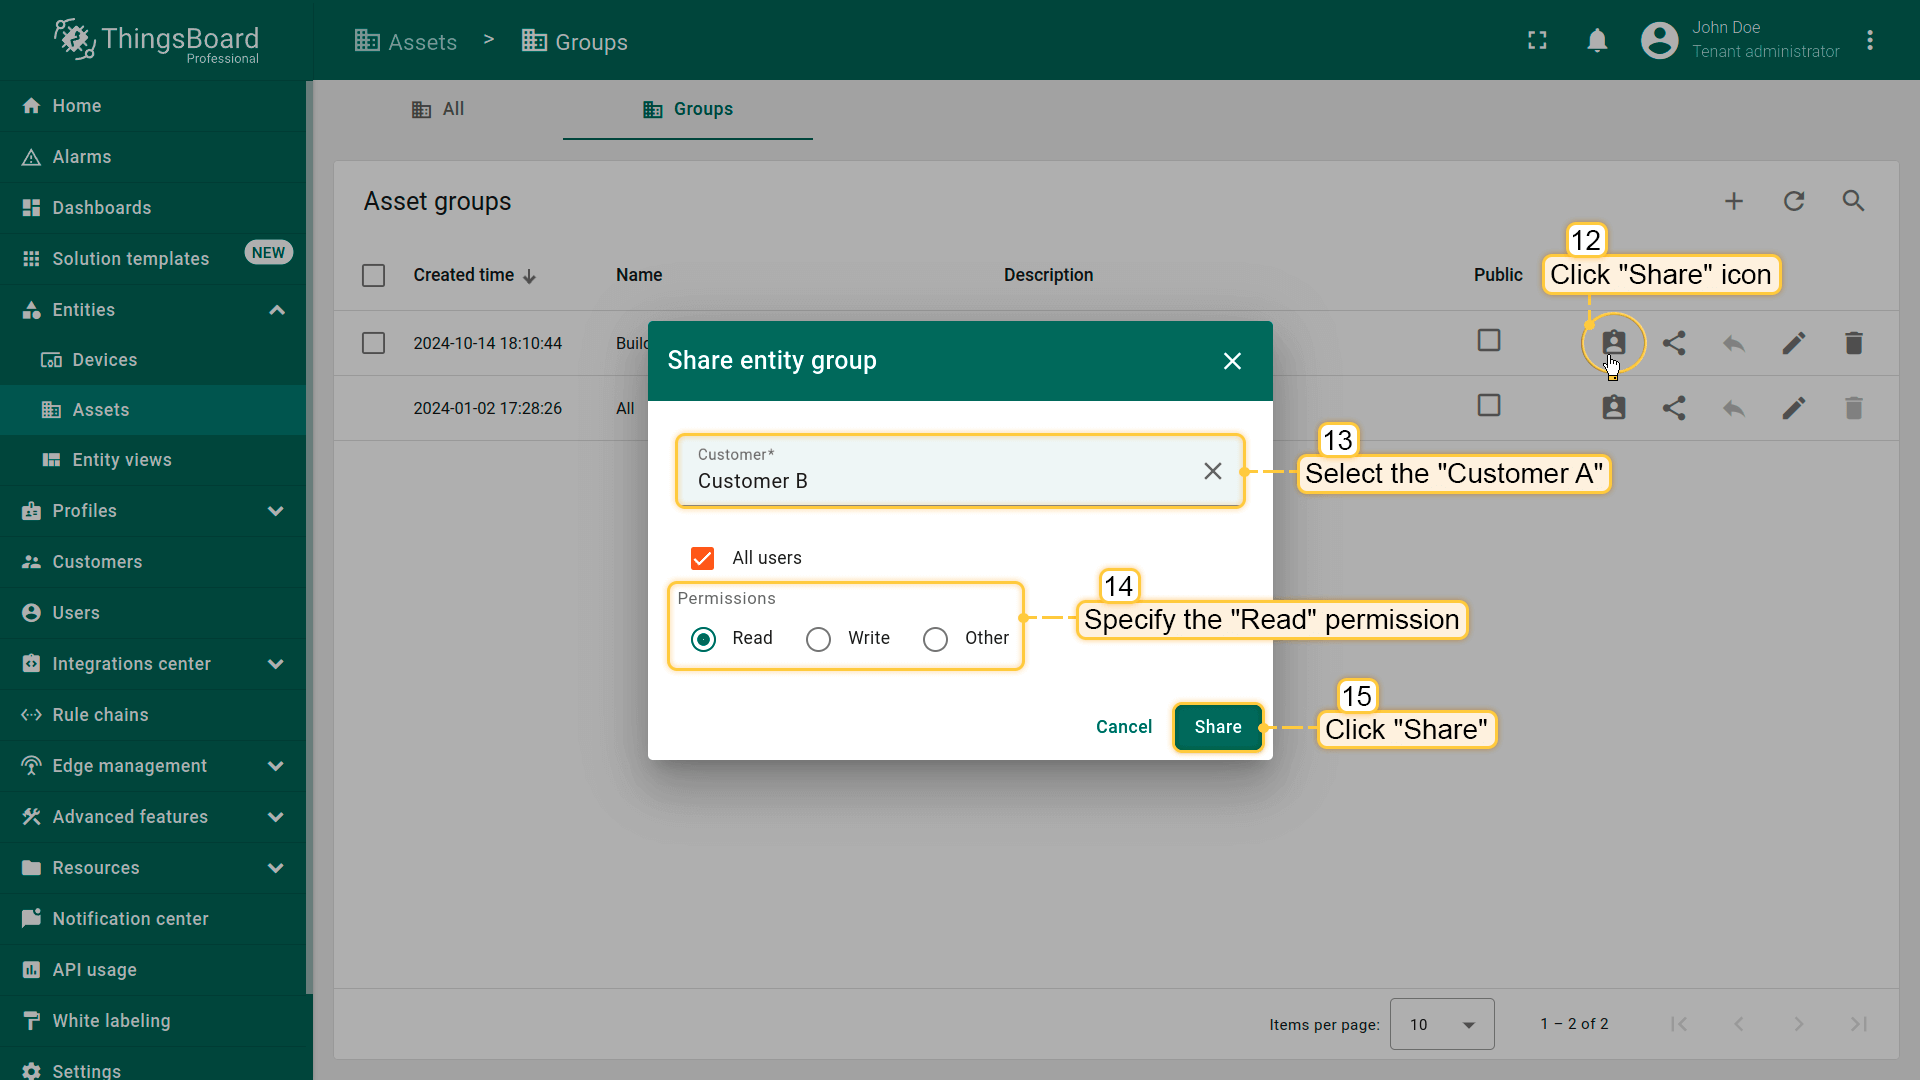 ThingsBoard
Professional
Assets > Groups
John Doe
Tenant administrator
Home
Alarms
Dashboards
Solution templates NEW
Entities
Devices
Assets
Entity views
Profiles
Customers
Users
Integrations center
Rule chains
Edge management
Advanced features
Resources
Notification center
API usage
White labeling
Settings
All Groups
Asset groups
12
Click "Share" icon
Created time Name Description Public
2024-10-14 18:10:44
2024-01-02 17:28:26 All
Share entity group
Customer*
Customer B
13
Select the "Customer A"
All users
Permissions
Read Write Other
14
Specify the "Read" permission
Cancel Share
15
Click "Share"
Items per page: 10 1 – 2 of 2